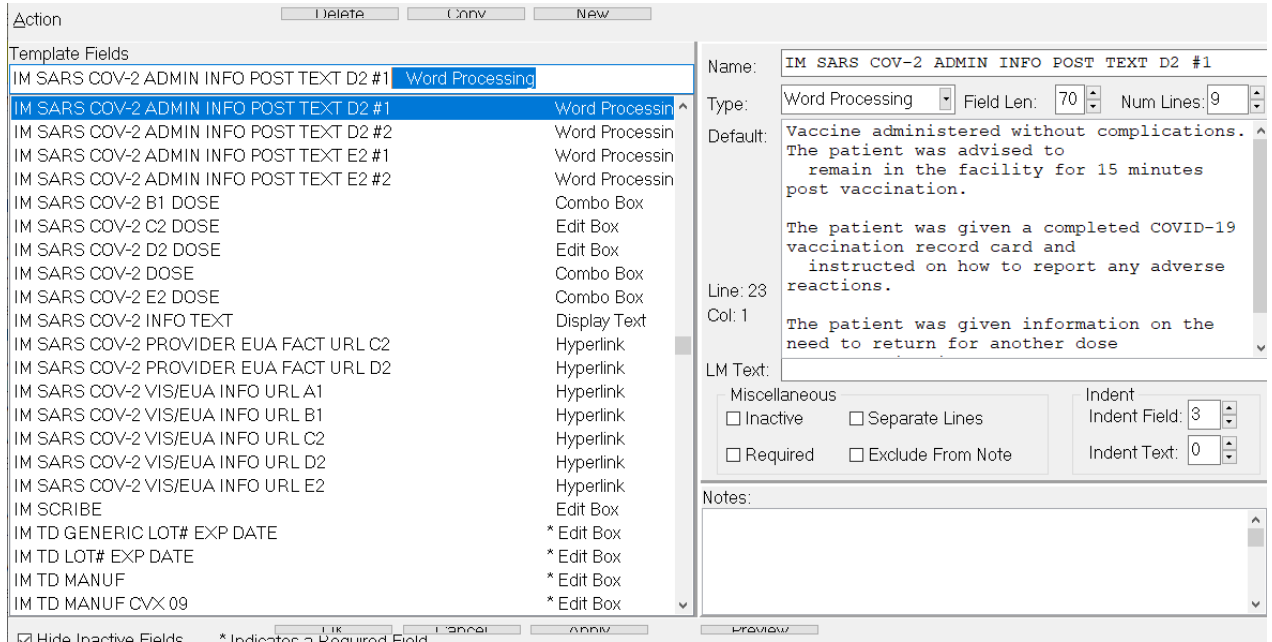 Action
Delete Copy New
Template Fields
IM SARS COV-2 ADMIN INFO POST TEXT D2 #1 Word Processing
IM SARS COV-2 ADMIN INFO POST TEXT D2 #1 Word Processin
IM SARS COV-2 ADMIN INFO POST TEXT D2 #2 Word Processin
IM SARS COV-2 ADMIN INFO POST TEXT E2 #1 Word Processin
IM SARS COV-2 ADMIN INFO POST TEXT E2 #2 Word Processin
IM SARS COV-2 B1 DOSE Combo Box
IM SARS COV-2 C2 DOSE Edit Box
IM SARS COV-2 D2 DOSE Edit Box
IM SARS COV-2 DOSE Combo Box
IM SARS COV-2 E2 DOSE Combo Box
IM SARS COV-2 INFO TEXT Display Text
IM SARS COV-2 PROVIDER EUA FACT URL C2 Hyperlink
IM SARS COV-2 PROVIDER EUA FACT URL D2 Hyperlink
IM SARS COV-2 VIS/EUA INFO URL A1 Hyperlink
IM SARS COV-2 VIS/EUA INFO URL B1 Hyperlink
IM SARS COV-2 VIS/EUA INFO URL C2 Hyperlink
IM SARS COV-2 VIS/EUA INFO URL D2 Hyperlink
IM SARS COV-2 VIS/EUA INFO URL E2 Hyperlink
IM SCRIBE Edit Box
IM TD GENERIC LOT# EXP DATE * Edit Box
IM TD LOT# EXP DATE * Edit Box
IM TD MANUF * Edit Box
IM TD MANUF CVX 09 * Edit Box
Name: IM SARS COV-2 ADMIN INFO POST TEXT D2 #1
Type: Word Processing Field Len: 70 Num Lines: 9
Default: Vaccine administered without complications.
The patient was advised to
remain in the facility for 15 minutes
post vaccination.
The patient was given a completed COVID-19
vaccination record card and
instructed on how to report any adverse
reactions.
Line: 23
Col: 1
The patient was given information on the
need to return for another dose
LM Text:
Miscellaneous
Inactive Separate Lines
Required Exclude From Note
Indent
Indent Field: 3
Indent Text: 0
Notes:
Hide Inactive Fields * Indicates a Required Field
OK Cancel Apply Preview